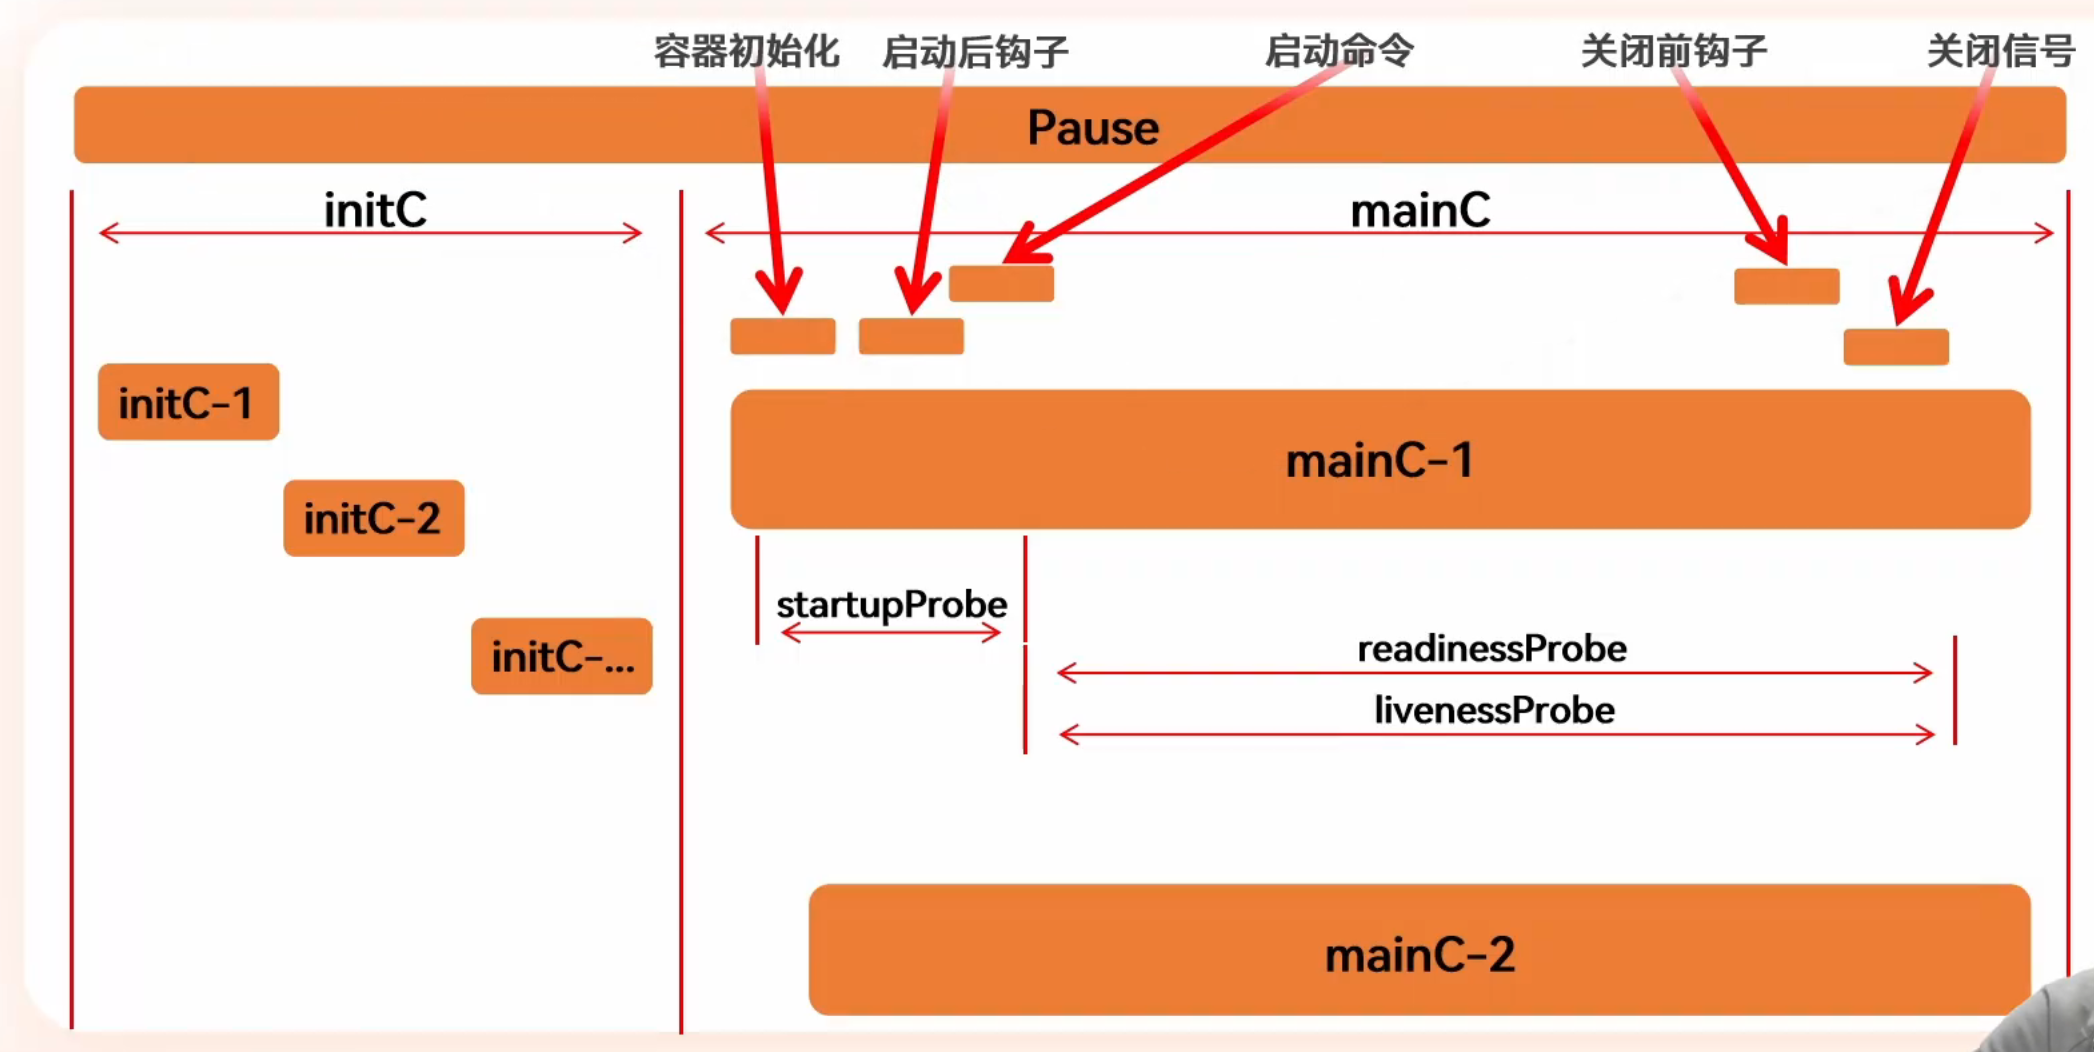 容器初始化 启动后钩子 启动命令 关闭前钩子 关闭信号
Pause
initC
mainC
initC-1
mainC-1
initC-2
startupProbe
initC-...
readinessProbe
livenessProbe
mainC-2